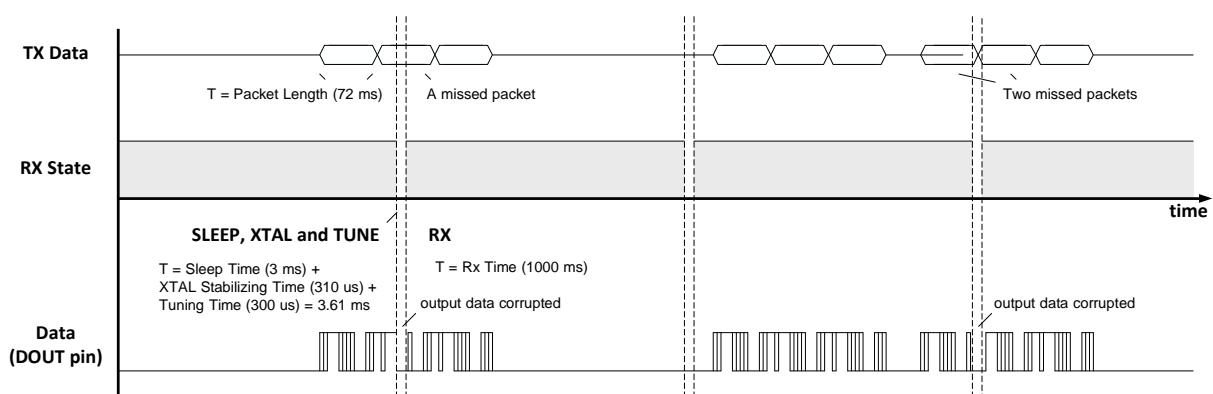 TX Data
T = Packet Length (72 ms)
A missed packet
Two missed packets
RX State
time
SLEEP, XTAL and TUNE
RX
T = Sleep Time (3 ms) +
XTAL Stabilizing Time (310 us) +
Tuning Time (300 us) = 3.61 ms
T = Rx Time (1000 ms)
output data corrupted
output data corrupted
Data
(DOUT pin)